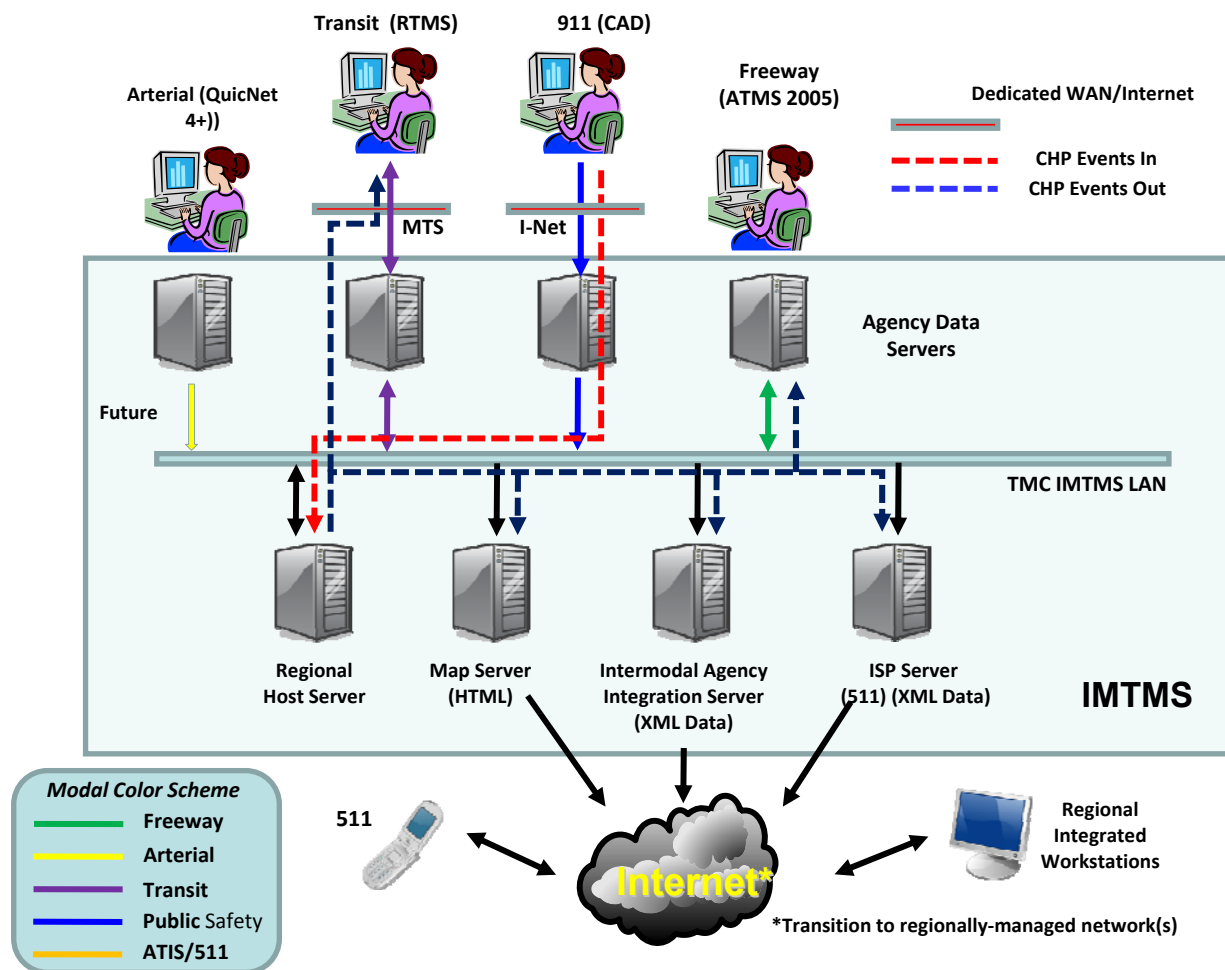 Transit (RTMS)
911 (CAD)
Freeway
(ATMS 2005)
Arterial (QuicNet
4+))
Dedicated WAN/Internet
CHP Events In
CHP Events Out
MTS
I-Net
Agency Data
Servers
Future
TMC IMTMS LAN
Regional
Host Server
Map Server
(HTML)
Intermodal Agency
Integration Server
(XML Data)
ISP Server
(511) (XML Data)
IMTMS
Modal Color Scheme
Freeway
Arterial
Transit
Public Safety
ATIS/511
511
Internet*
Regional
Integrated
Workstations
*Transition to regionally-managed network(s)